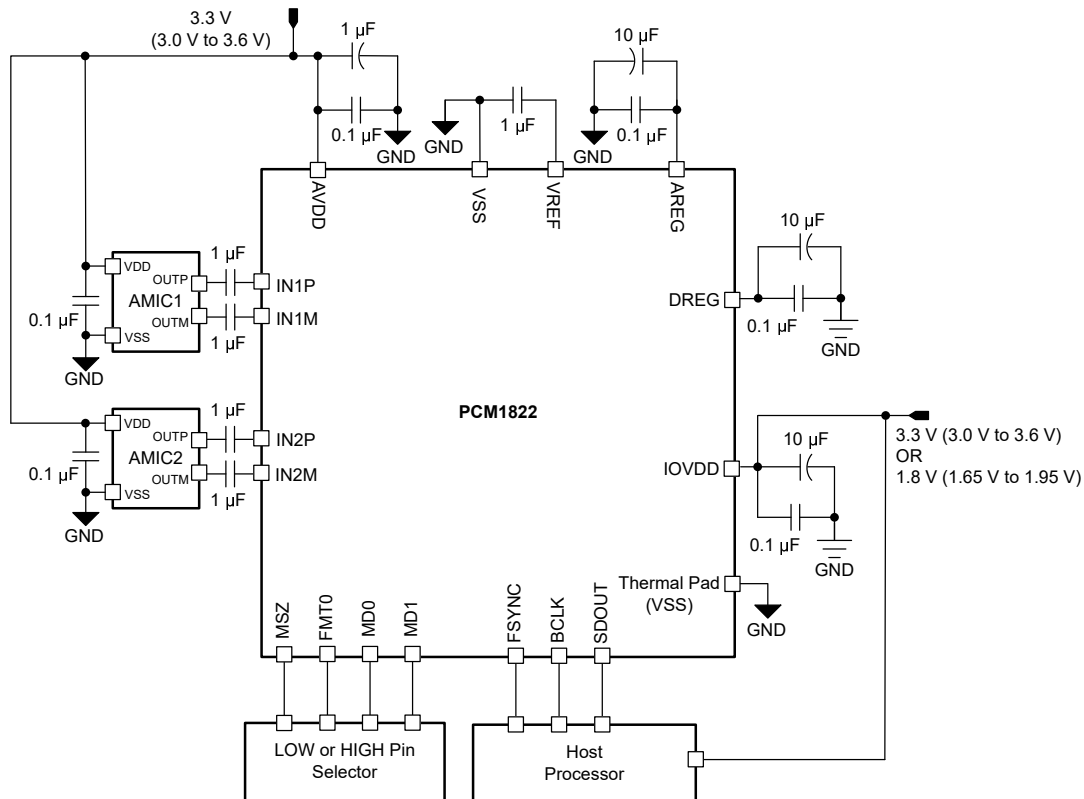 3.3 V
(3.0 V to 3.6 V)
1 µF
0.1 µF
GND
GND
1 µF
10 µF
0.1 µF
GND
AVDD
VSS
VREF
AREG
VDD
OUTP
AMIC1
OUTM
VSS
0.1 µF
GND
1 µF
1 µF
IN1P
IN1M
DREG
10 µF
0.1 µF
GND
PCM1822
VDD
OUTP
AMIC2
OUTM
VSS
0.1 µF
GND
1 µF
1 µF
IN2P
IN2M
IOVDD
10 µF
0.1 µF
GND
3.3 V (3.0 V to 3.6 V)
OR
1.8 V (1.65 V to 1.95 V)
Thermal Pad
(VSS)
GND
MSZ
FMT0
MD0
MD1
FSYNC
BCLK
SDOUT
LOW or HIGH Pin
Selector
Host
Processor